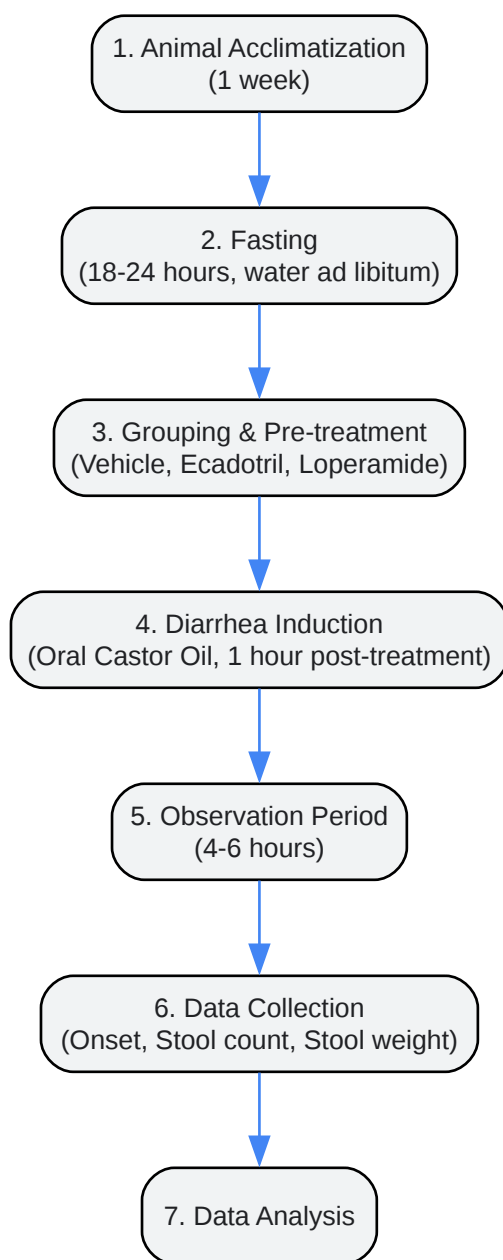 1. Animal Acclimatization
(1 week)
2. Fasting
(18-24 hours, water ad libitum)
3. Grouping & Pre-treatment
(Vehicle, Ecadotril, Loperamide)
4. Diarrhea Induction
(Oral Castor Oil, 1 hour post-treatment)
5. Observation Period
(4-6 hours)
6. Data Collection
(Onset, Stool count, Stool weight)
7. Data Analysis